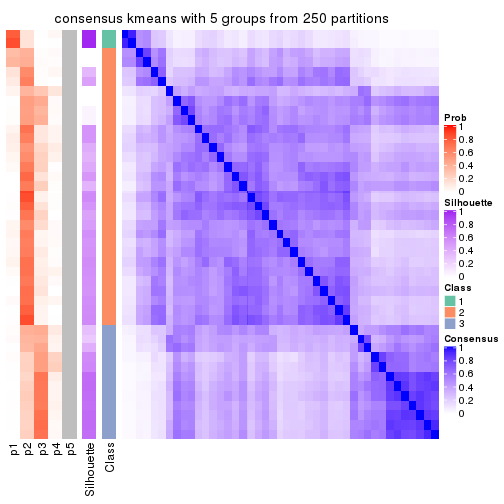 consensus kmeans with 5 groups from 250 partitions
Prob
1
0.8
0.6
0.4
0.2
0
Silhouette
1
0.8
0.6
0.4
0.2
0
Class
1
2
3
Consensus
1
0.8
0.6
0.4
0.2
0
p1
p2
p3
p4
p5
Silhouette
Class